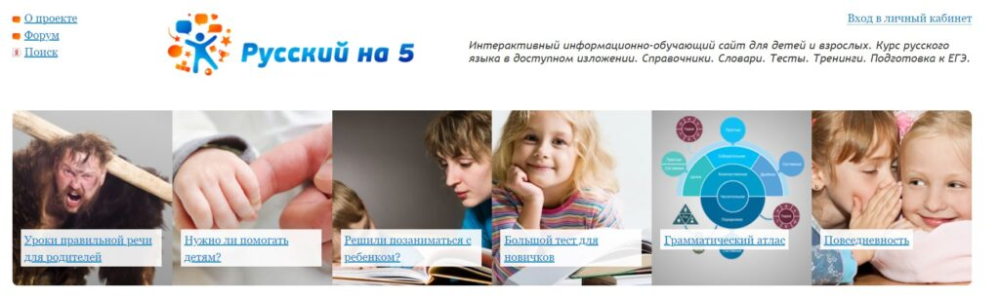 О проекте
Форум
Поиск
Русский на 5
Вход в личный кабинет
Интерактивный информационно-обучающий сайт для детей и взрослых. Курс русского
языка в доступном изложении. Справочники. Словари. Тесты. Тренинги. Подготовка к ЕГЭ.
Уроки правильной речи
для родителей
Нужно ли помогать
детям?
Решили позаниматься с
ребенком?
Большой тест для
новичков
Грамматический атлас
Повседневность